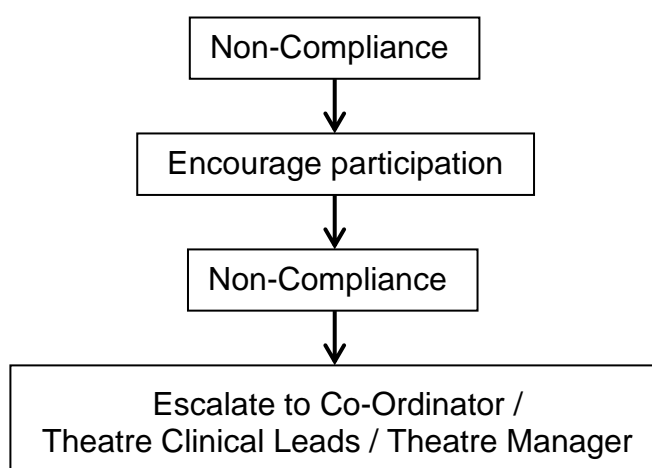 Non-Compliance
Encourage participation
Non-Compliance
Escalate to Co-Ordinator /
Theatre Clinical Leads / Theatre Manager